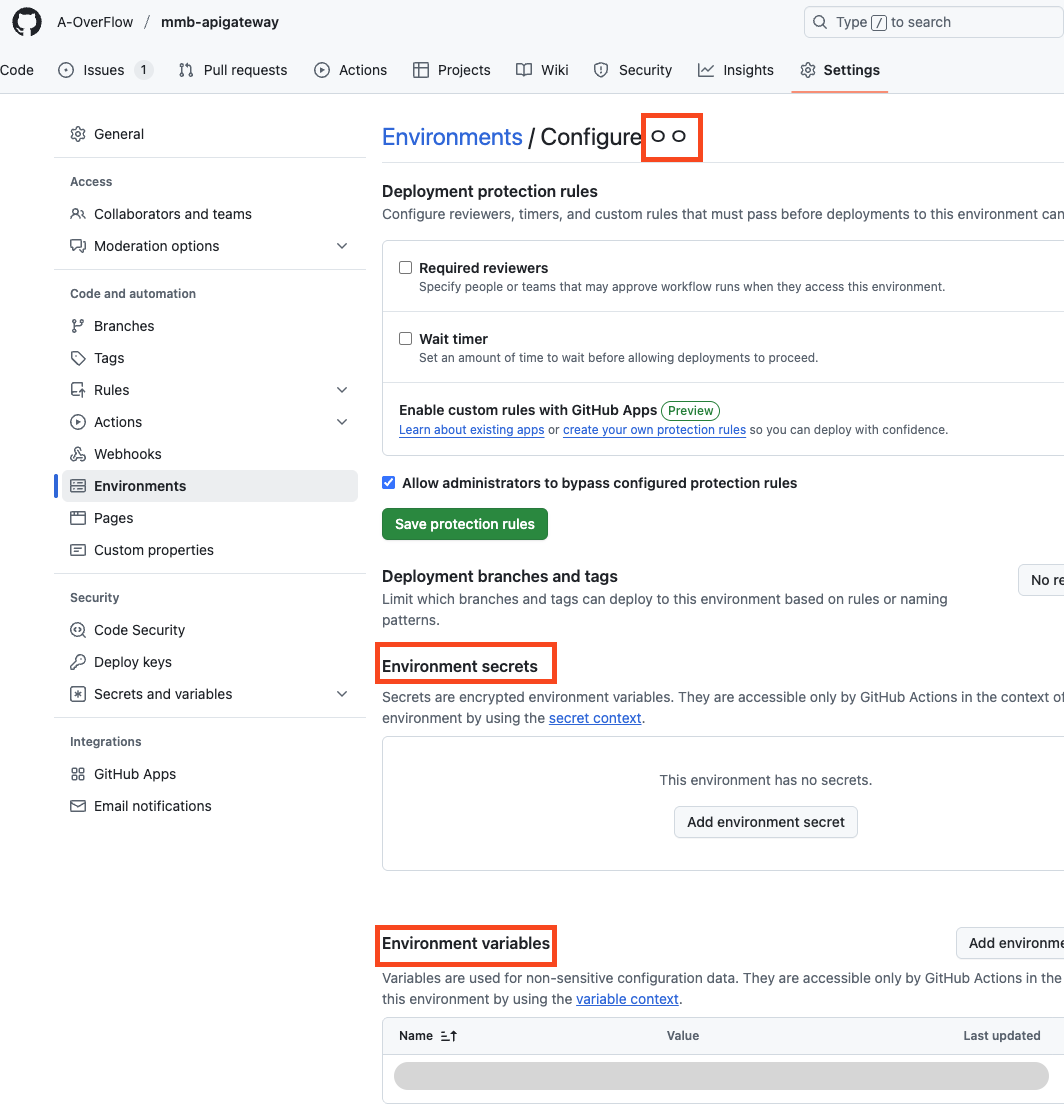 A-OverFlow / mmb-apigateway
Type / to search
Code Issues 1 Pull requests Actions Projects Wiki Security Insights Settings
General
Access
Collaborators and teams
Moderation options
Code and automation
Branches
Tags
Rules
Actions
Webhooks
Environments
Pages
Custom properties
Security
Code Security
Deploy keys
Secrets and variables
Integrations
GitHub Apps
Email notifications
Environments / Configure ㅇㅇ
Deployment protection rules
Configure reviewers, timers, and custom rules that must pass before deployments to this environment can
Required reviewers
Specify people or teams that may approve workflow runs when they access this environment.
Wait timer
Set an amount of time to wait before allowing deployments to proceed.
Enable custom rules with GitHub Apps Preview
Learn about existing apps or create your own protection rules so you can deploy with confidence.
Allow administrators to bypass configured protection rules
Save protection rules
Deployment branches and tags
No re
Limit which branches and tags can deploy to this environment based on rules or naming
patterns.
Environment secrets
Secrets are encrypted environment variables. They are accessible only by GitHub Actions in the context of
environment by using the secret context.
This environment has no secrets.
Add environment secret
Environment variables
Add environme
Variables are used for non-sensitive configuration data. They are accessible only by GitHub Actions in the
this environment by using the variable context.
Name Value Last updated